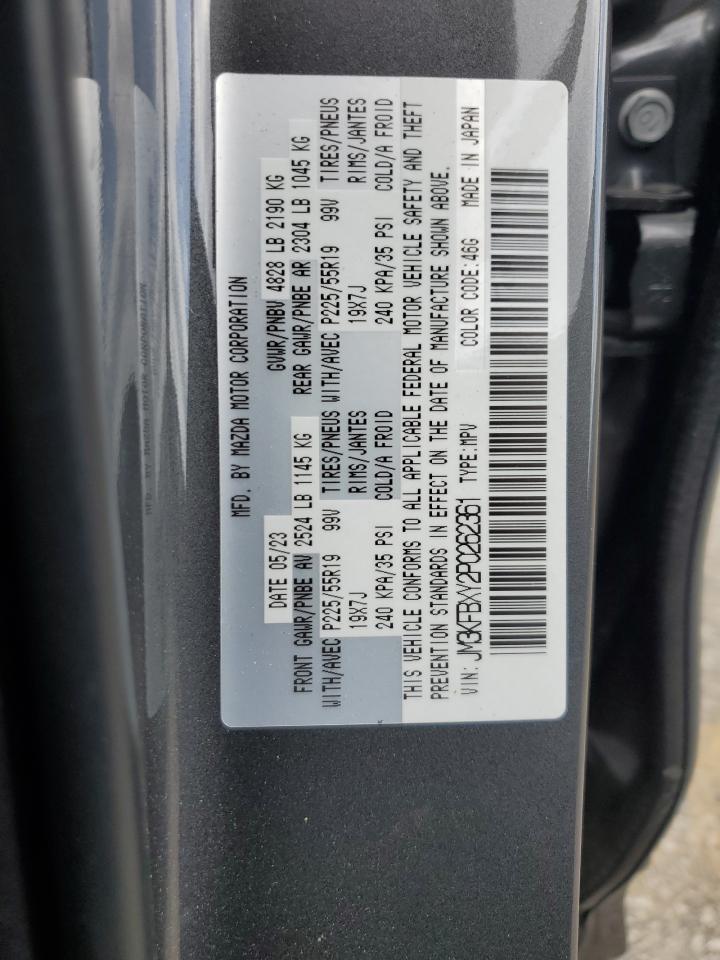 MFD. BY MAZDA MOTOR CORPORATION
DATE 05/23 GVWR/PNBV 4828 LB 2190 KG
FRONT GAWR/PNBE AV 2524 LB 1145 KG REAR GAWR/PNBE AR 2304 LB 1045 KG
WITH/AVEC P225/55R19 99V TIRES/PNEUS WITH/AVEC P225/55R19 99V TIRES/PNEUS
19X7J RIMS/JANTES 19X7J RIMS/JANTES
240 KPA/35 PSI COLD/A FROID 240 KPA/35 PSI COLD/A FROID
THIS VEHICLE CONFORMS TO ALL APPLICABLE FEDERAL MOTOR VEHICLE SAFETY AND THEFT
PREVENTION STANDARDS IN EFFECT ON THE DATE OF MANUFACTURE SHOWN ABOVE.
VIN: JM3KFBXY2P0262361 TYPE:MPV COLOR CODE:46G MADE IN JAPAN